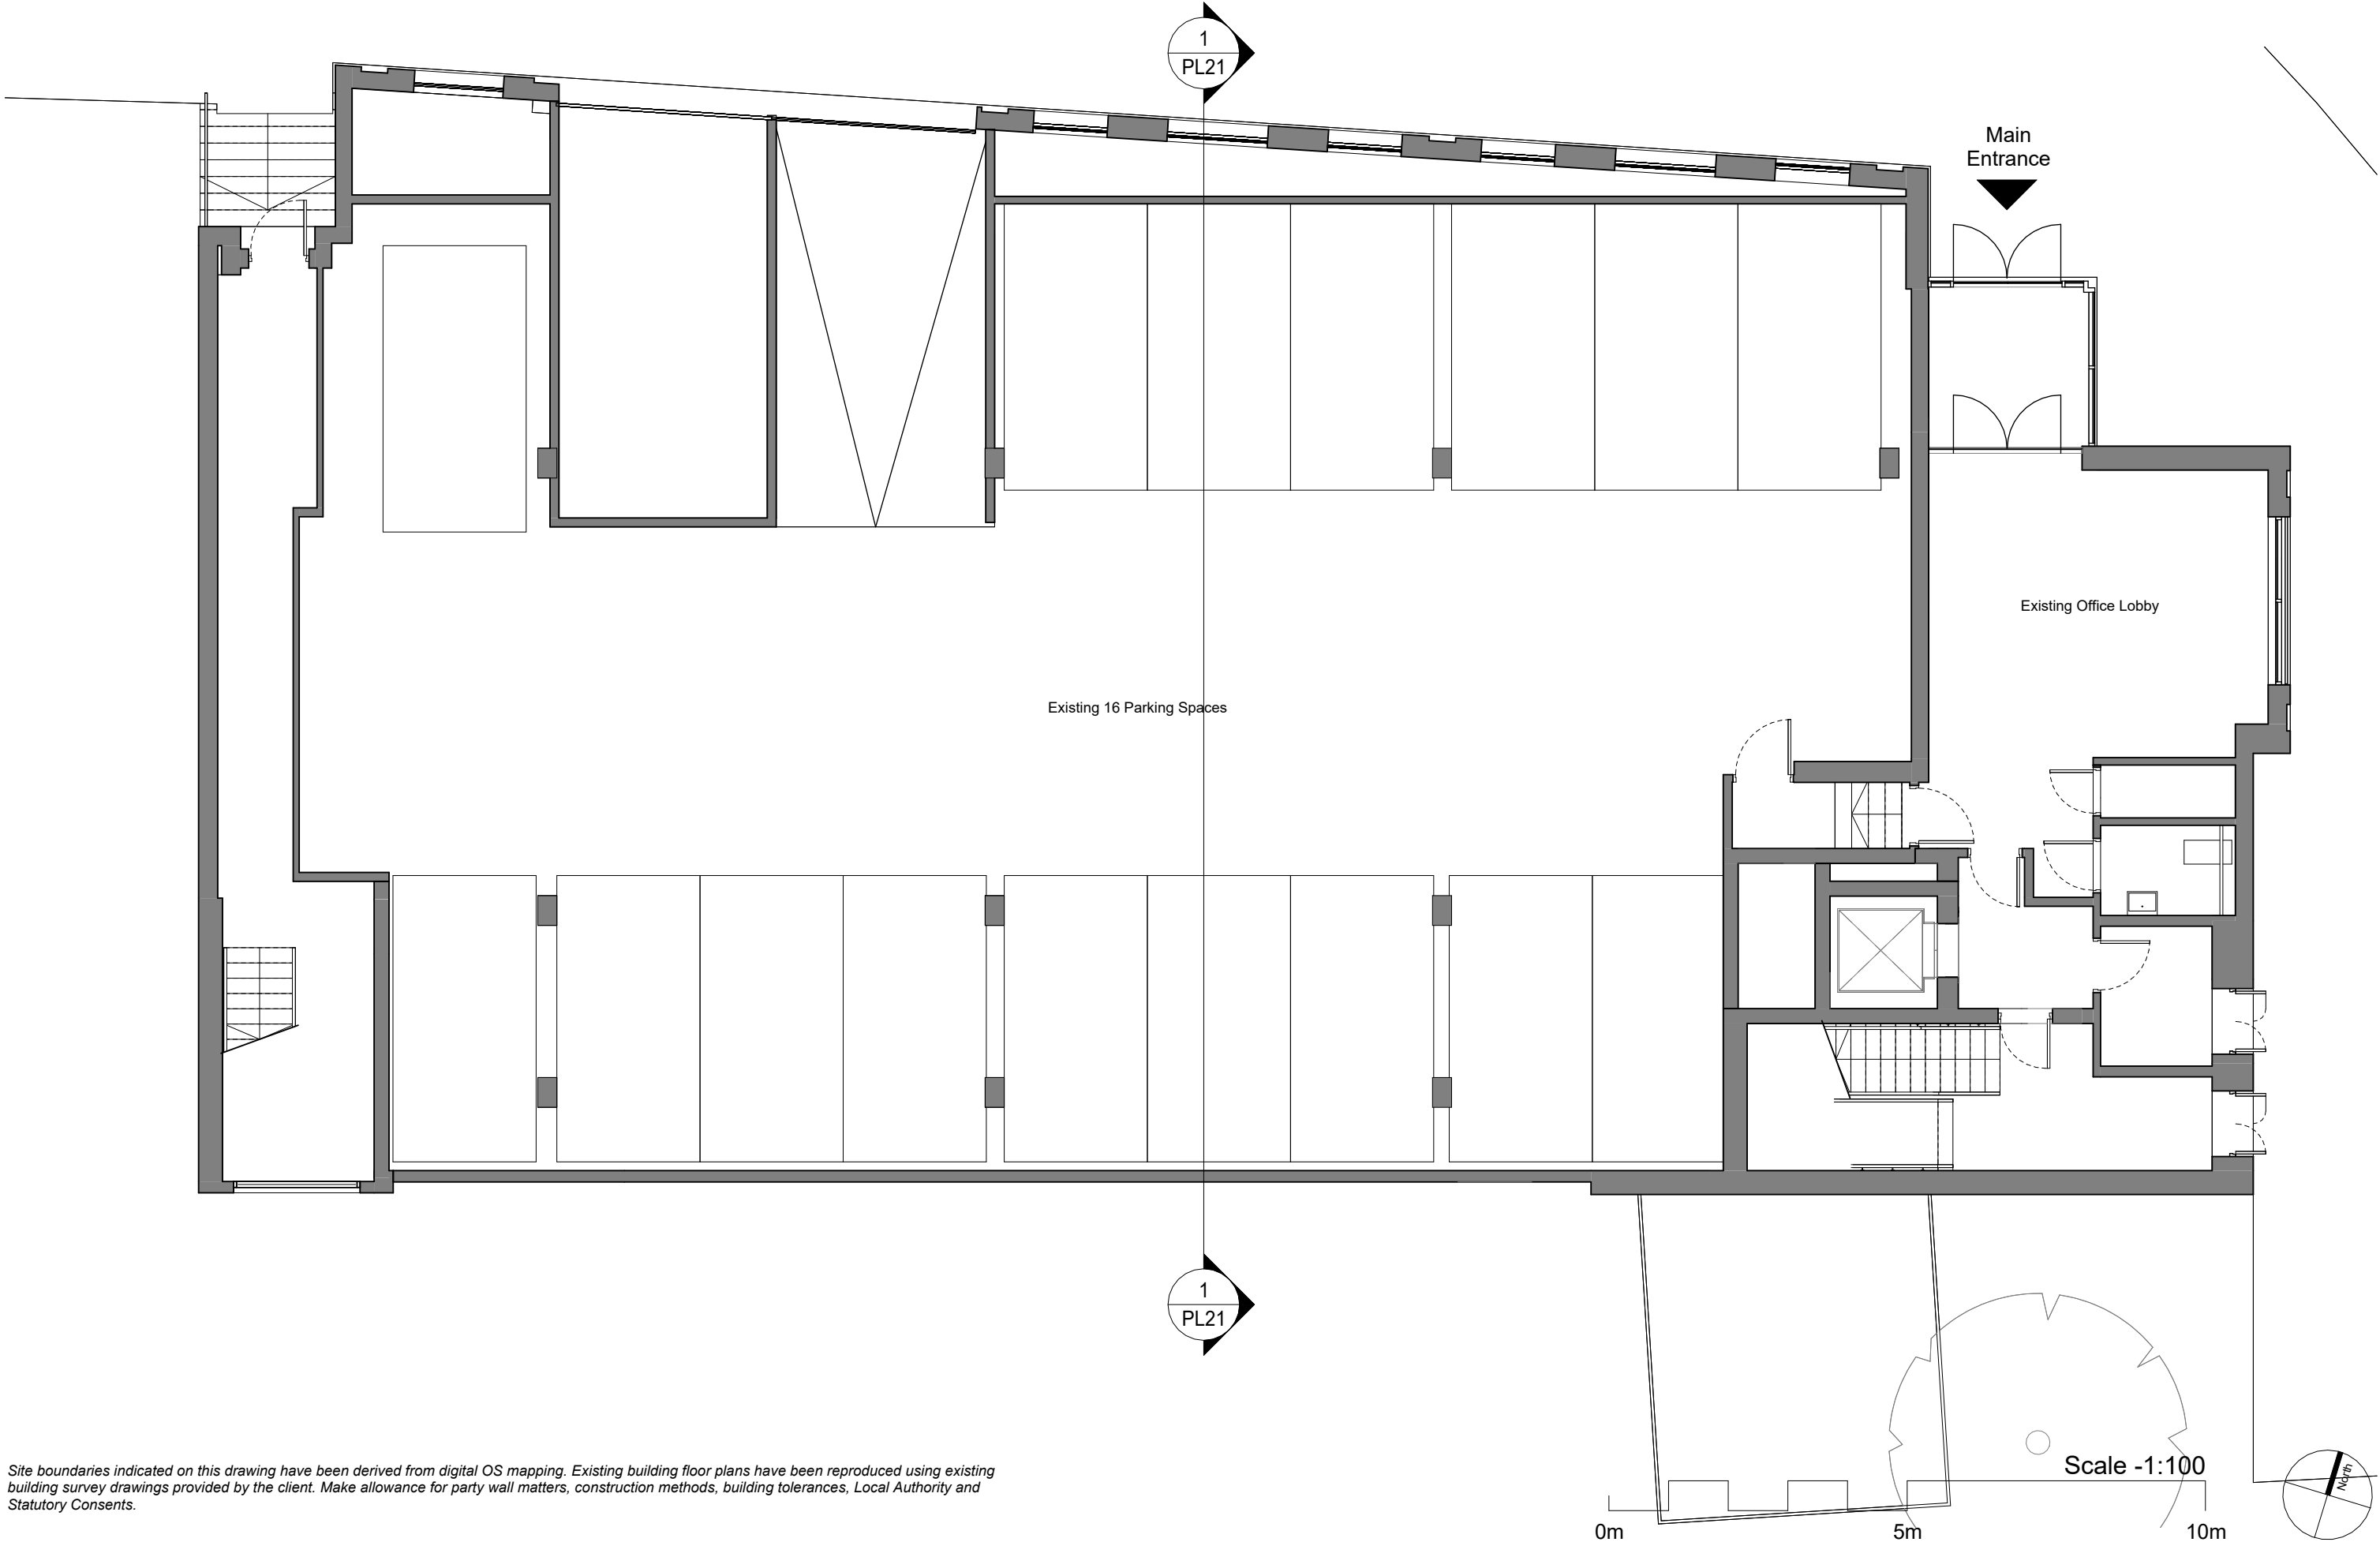 1
PL21
Main
Entrance
Existing Office Lobby
Existing 16 Parking Spaces
1
PL21
Site boundaries indicated on this drawing have been derived from digital OS mapping. Existing building floor plans have been reproduced using existing
building survey drawings provided by the client. Make allowance for party wall matters, construction methods, building tolerances, Local Authority and
Statutory Consents.
Scale -1:100
0m
5m
10m
North